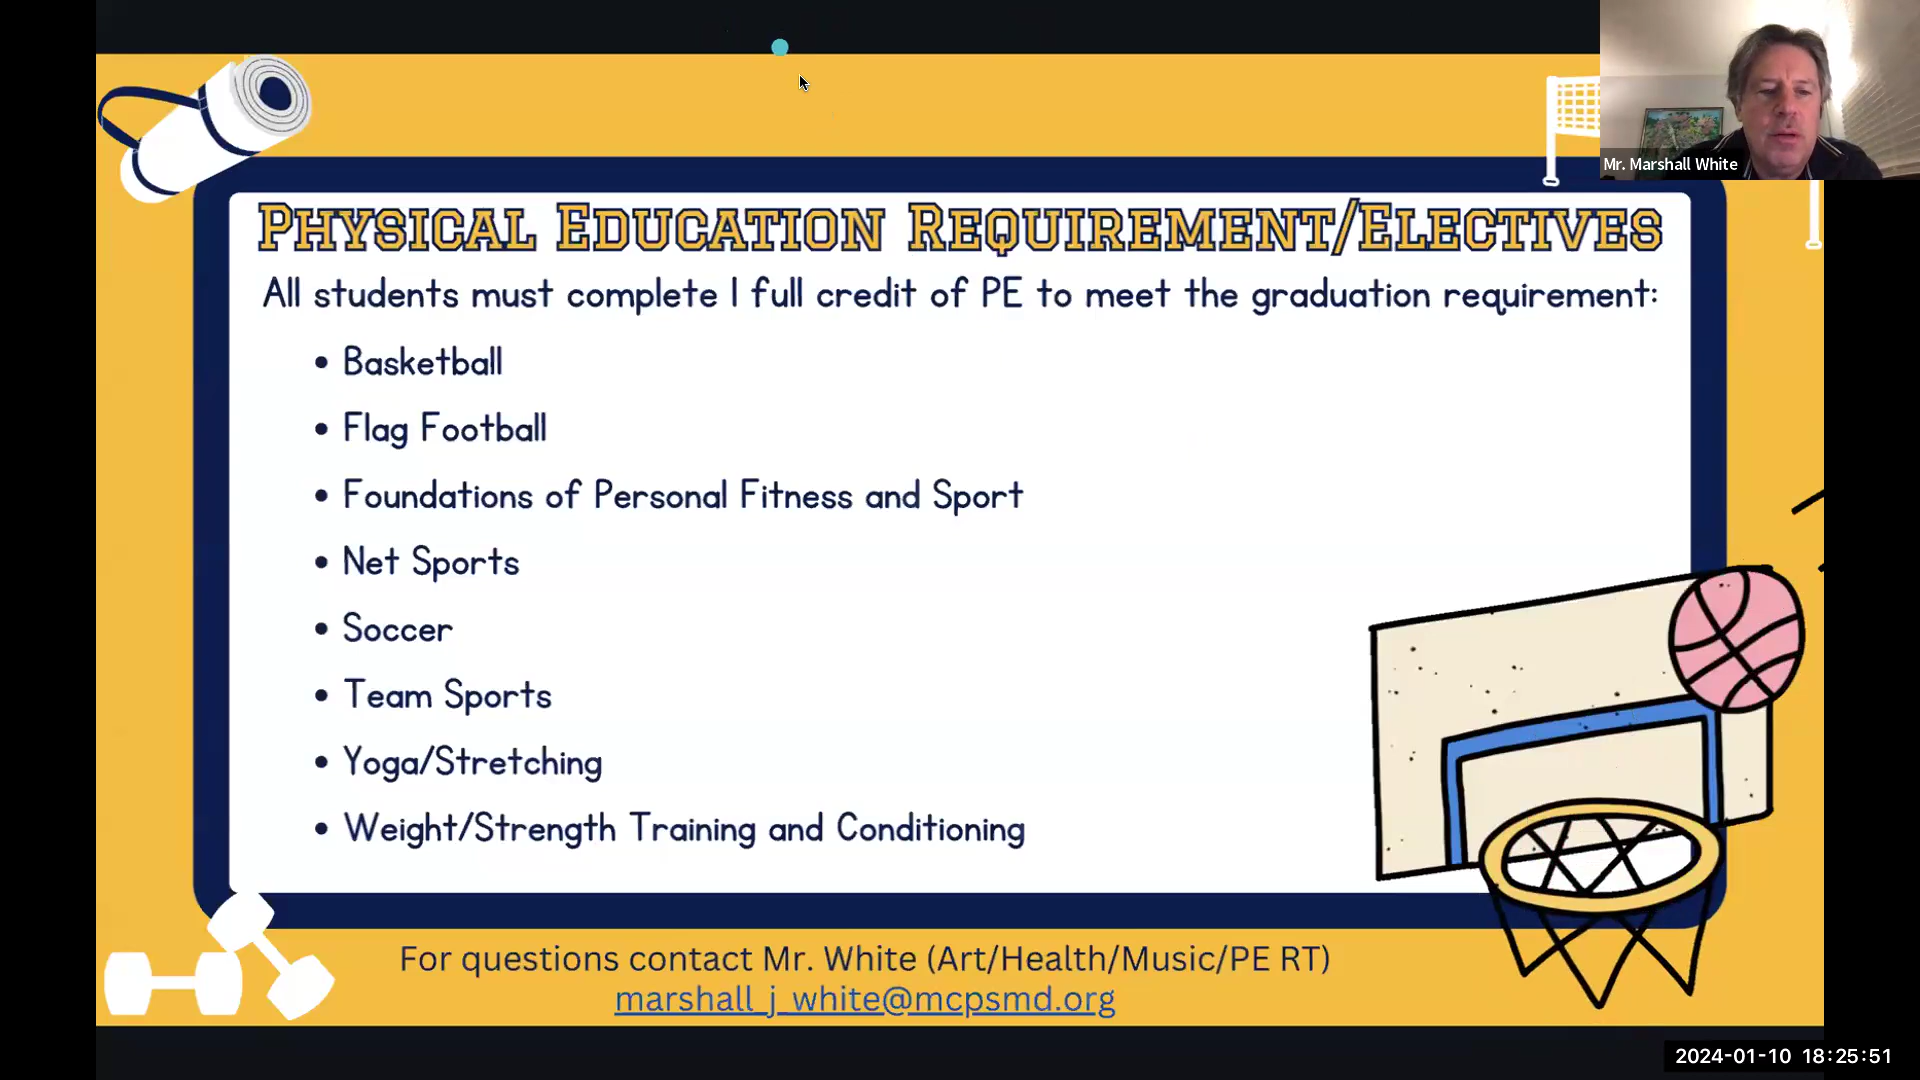 Mr. Marshall White
PHYSICAL EDUCATION REQUIREMENT/ELECTIVES
All students must complete 1 full credit of PE to meet the graduation requirement:
• Basketball
• Flag Football
• Foundations of Personal Fitness and Sport
• Net Sports
• Soccer
• Team Sports
• Yoga/Stretching
• Weight/Strength Training and Conditioning
For questions contact Mr. White (Art/Health/Music/PE RT)
marshall_j_white@mcpsmd.org
2024-01-10 18:25:51